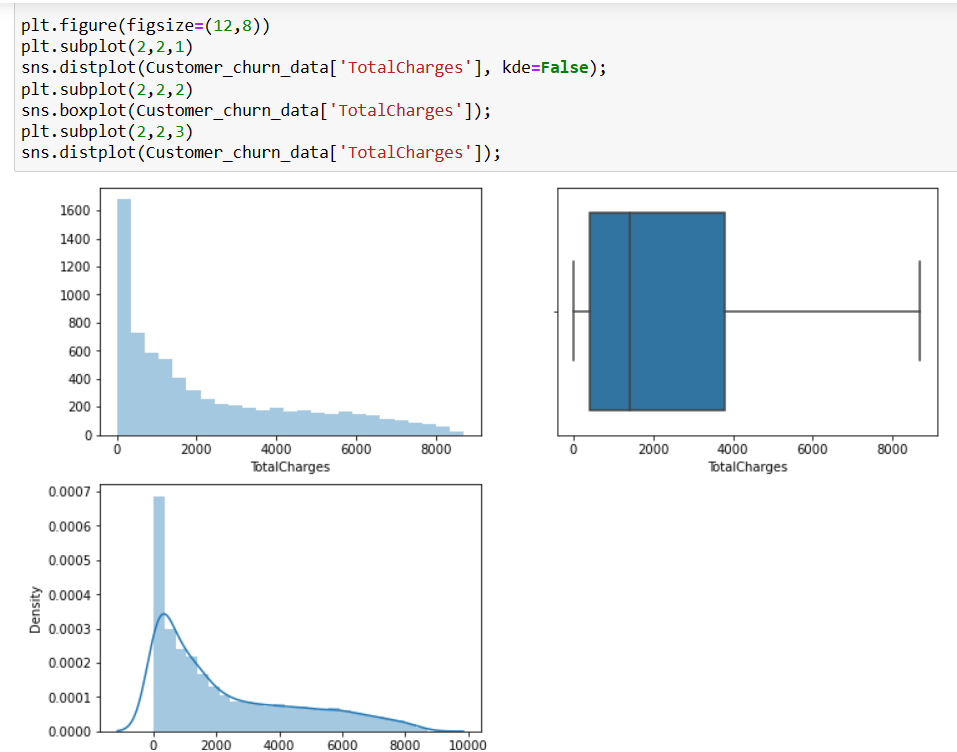 plt.figure(figsize=(12,8))
plt.subplot(2,2,1)
sns.distplot(Customer_churn_data['TotalCharges'], kde=False);
plt.subplot(2,2,2)
sns.boxplot(Customer_churn_data['TotalCharges']);
plt.subplot(2,2,3)
sns.distplot(Customer_churn_data['TotalCharges']);
1600
1400
1200
1000
800
600
400
200
0
0 2000 4000 6000 8000
TotalCharges
0 2000 4000 6000 8000
TotalCharges
0.0007
0.0006
0.0005
0.0004
0.0003
0.0002
0.0001
0.0000
Density
0 2000 4000 6000 8000 10000